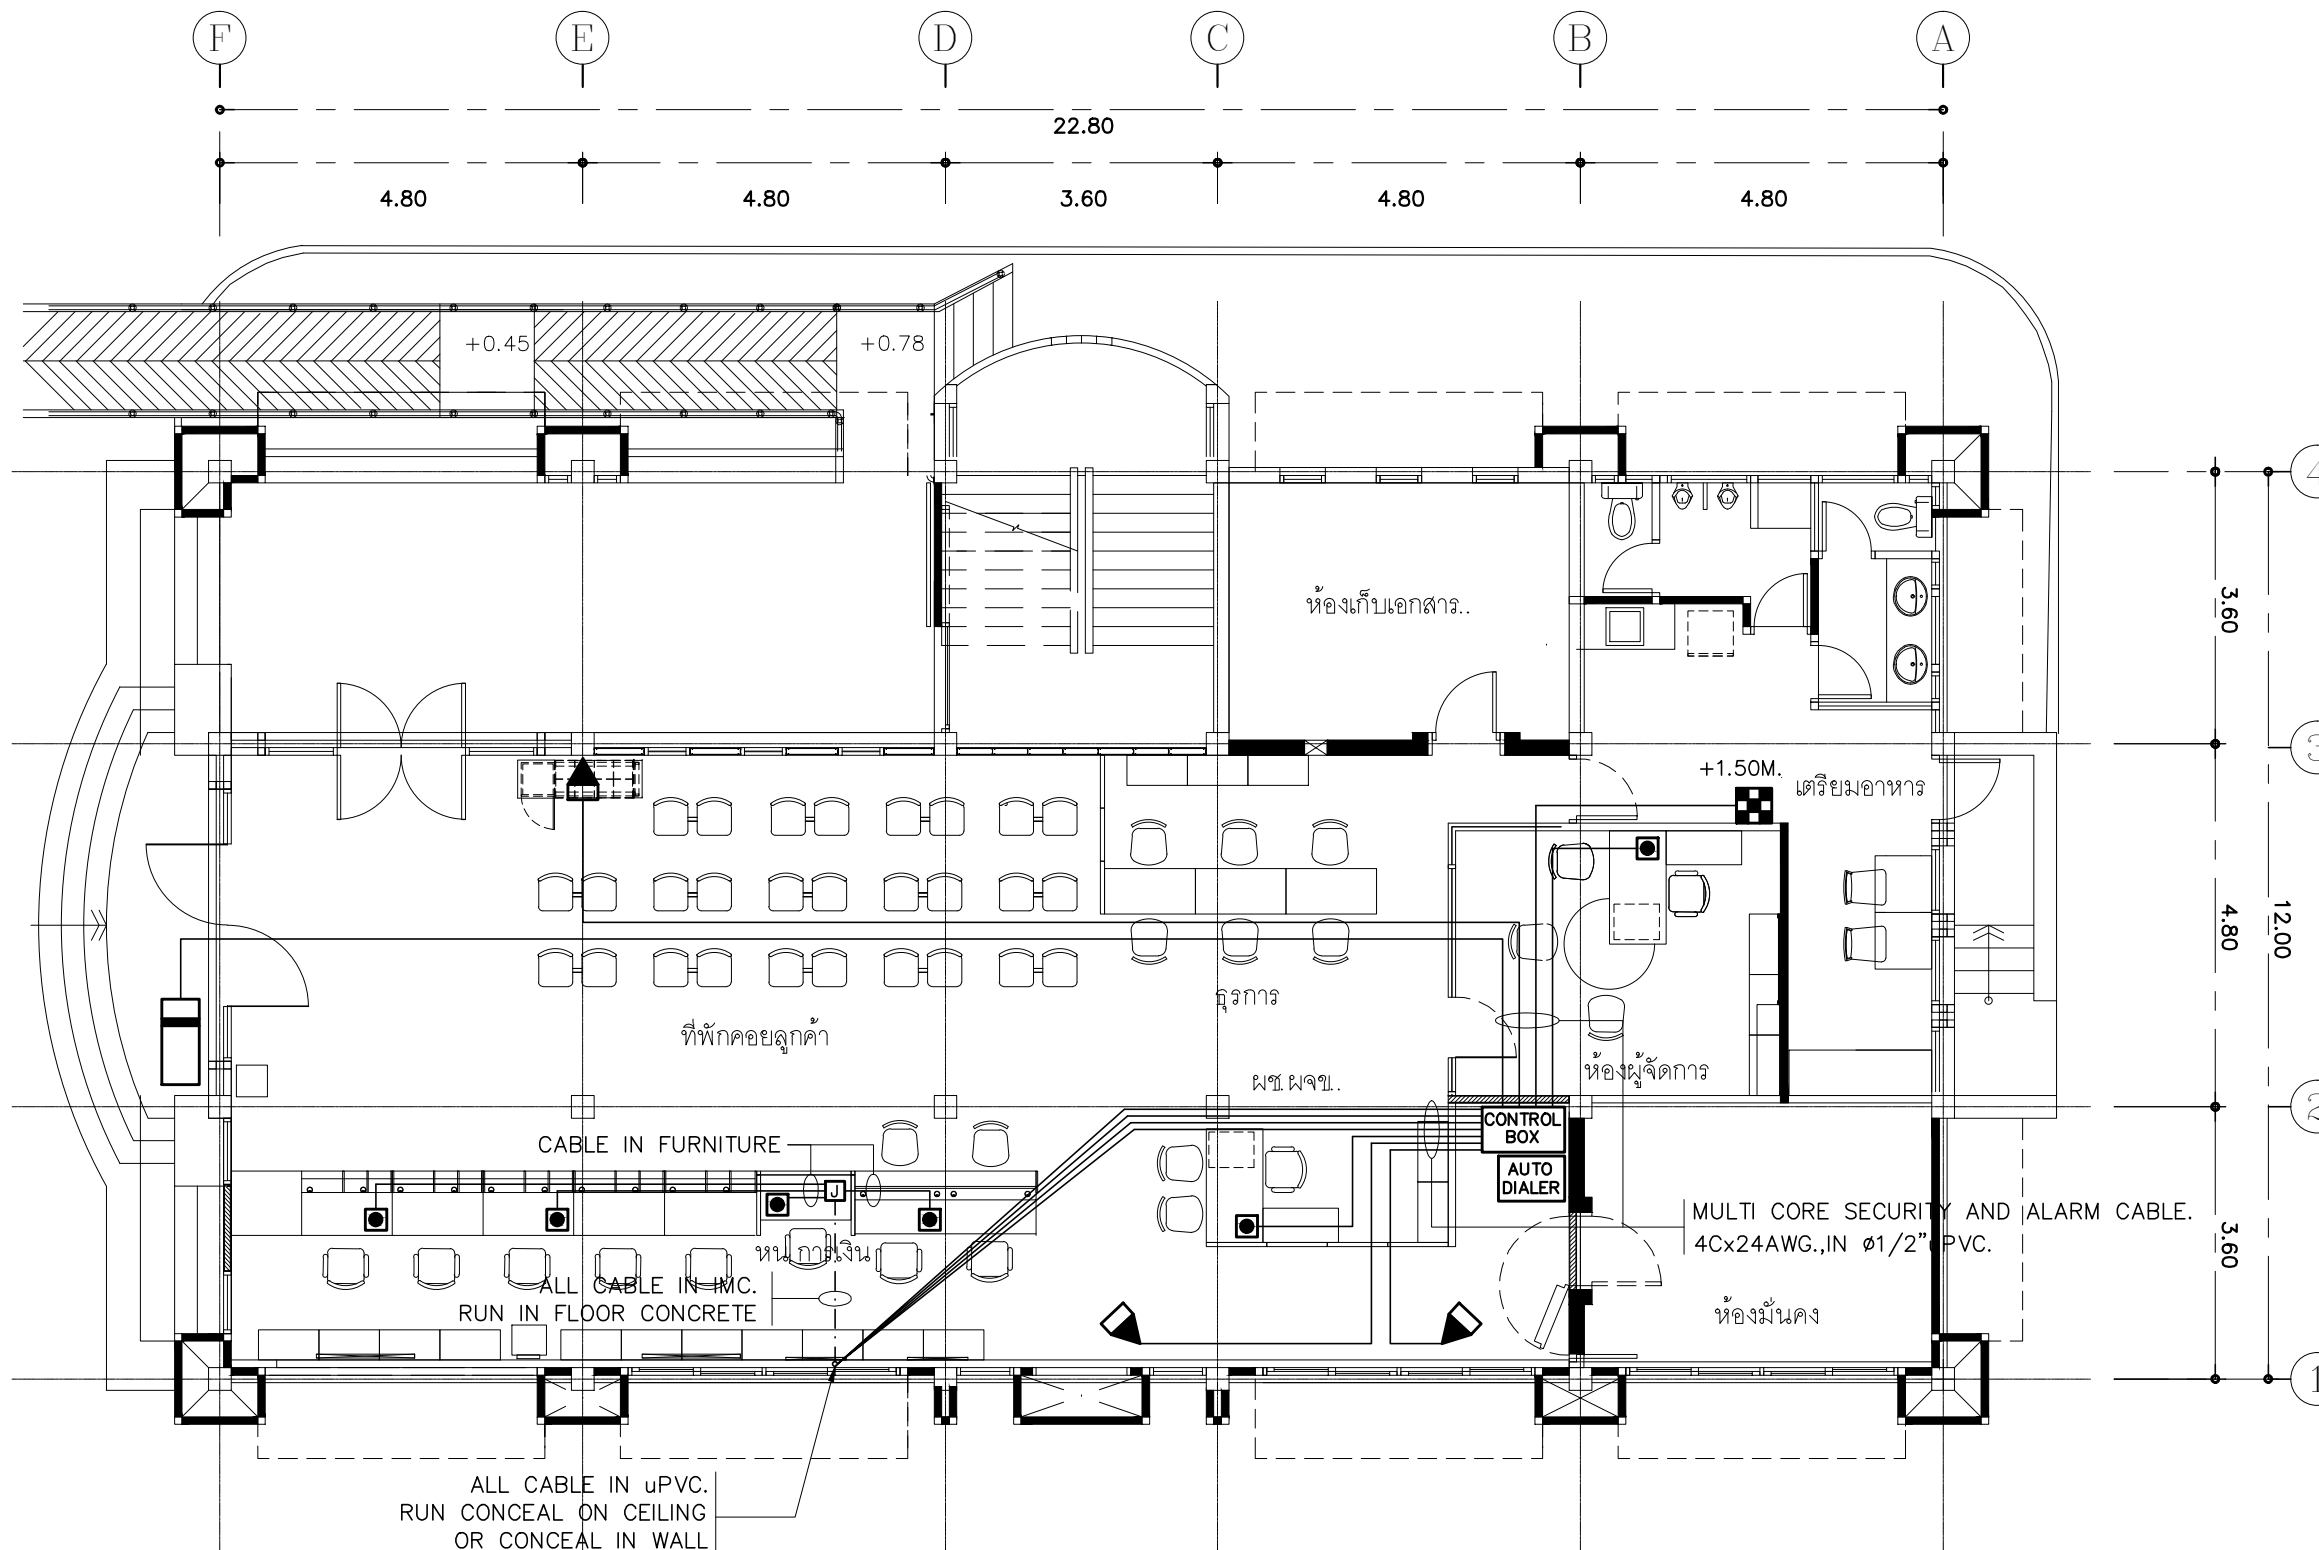 F E D C B A
22.80
4.80 4.80 3.60 4.80 4.80
+0.45 +0.78
4
ห้องเก็บเอกสาร..
3.60
3
+1.50M.
เตรียมอาหาร
4.80
12.00
ธุรการ
ที่พักคอยลูกค้า
ห้องผู้จัดการ
ผช.ผจข..
2
CONTROL
BOX
CABLE IN FURNITURE
AUTO
DIALER
J
MULTI CORE SECURITY AND ALARM CABLE.
4Cx24AWG.,IN ø1/2"uPVC.
3.60
หน.การเงิน
ALL CABLE IN IMC.
RUN IN FLOOR CONCRETE
ห้องมั่นคง
1
ALL CABLE IN uPVC.
RUN CONCEAL ON CEILING
OR CONCEAL IN WALL